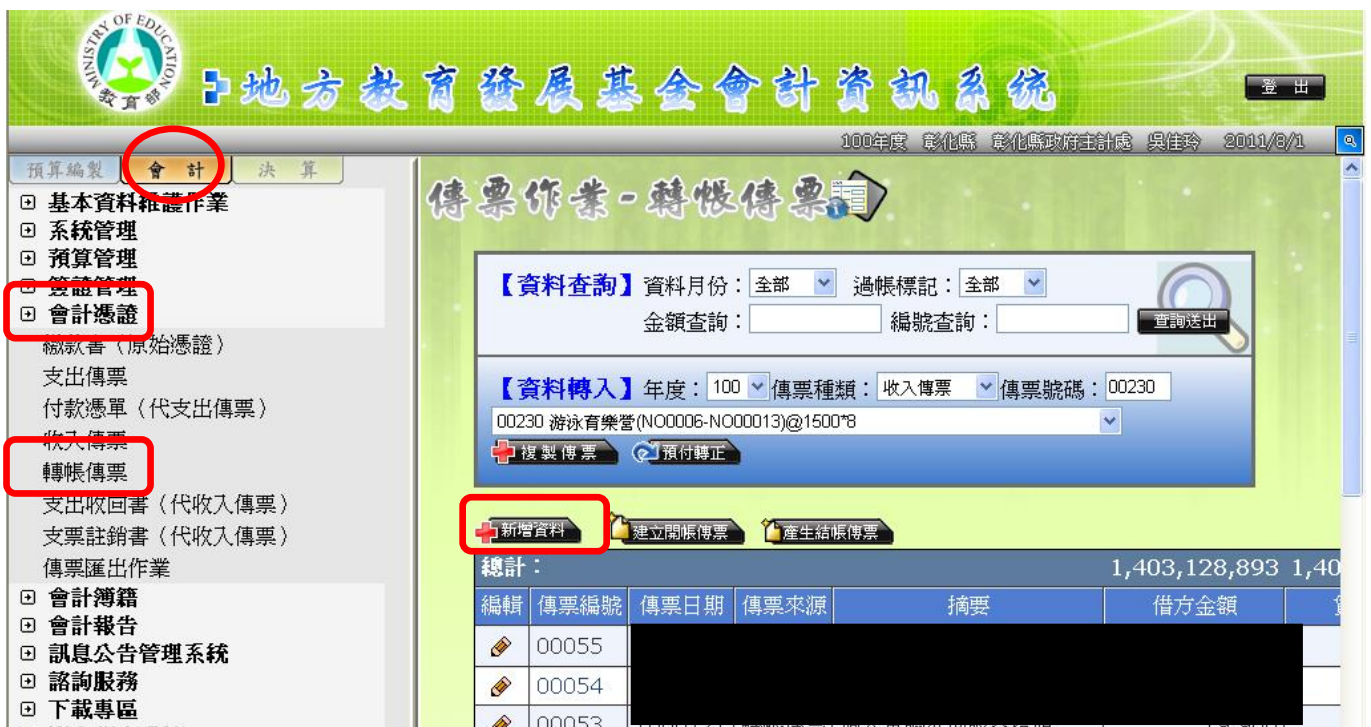 MINISTRY OF EDUCATION
教育部
地方教育發展基金會計資訊系統
登 出
100年度 彰化縣 彰化縣政府主計處 吳佳玲 2011/8/1
預算編製 會 計 決 算
基本資料維護作業
系統管理
預算管理
簽證管理
會計憑證
繳款書（原始憑證）
支出傳票
付款憑單（代支出傳票）
收入傳票
轉帳傳票
支出收回書（代收入傳票）
支票註銷書（代收入傳票）
傳票匯出作業
會計簿籍
會計報告
訊息公告管理系統
諮詢服務
下載專區
傳票作業-轉帳傳票
【資料查詢】資料月份：全部 過帳標記：全部
金額查詢： 編號查詢： 查詢送出
【資料轉入】年度：100 傳票種類：收入傳票 傳票號碼：00230
00230 游泳育樂營(NO0006-NO00013)@1500*8
複製傳票 預付轉正
新增資料 建立開帳傳票 產生結帳傳票
總計： 1,403,128,893 1,40
編輯 傳票編號 傳票日期 傳票來源 摘要 借方金額
00055
00054
00053